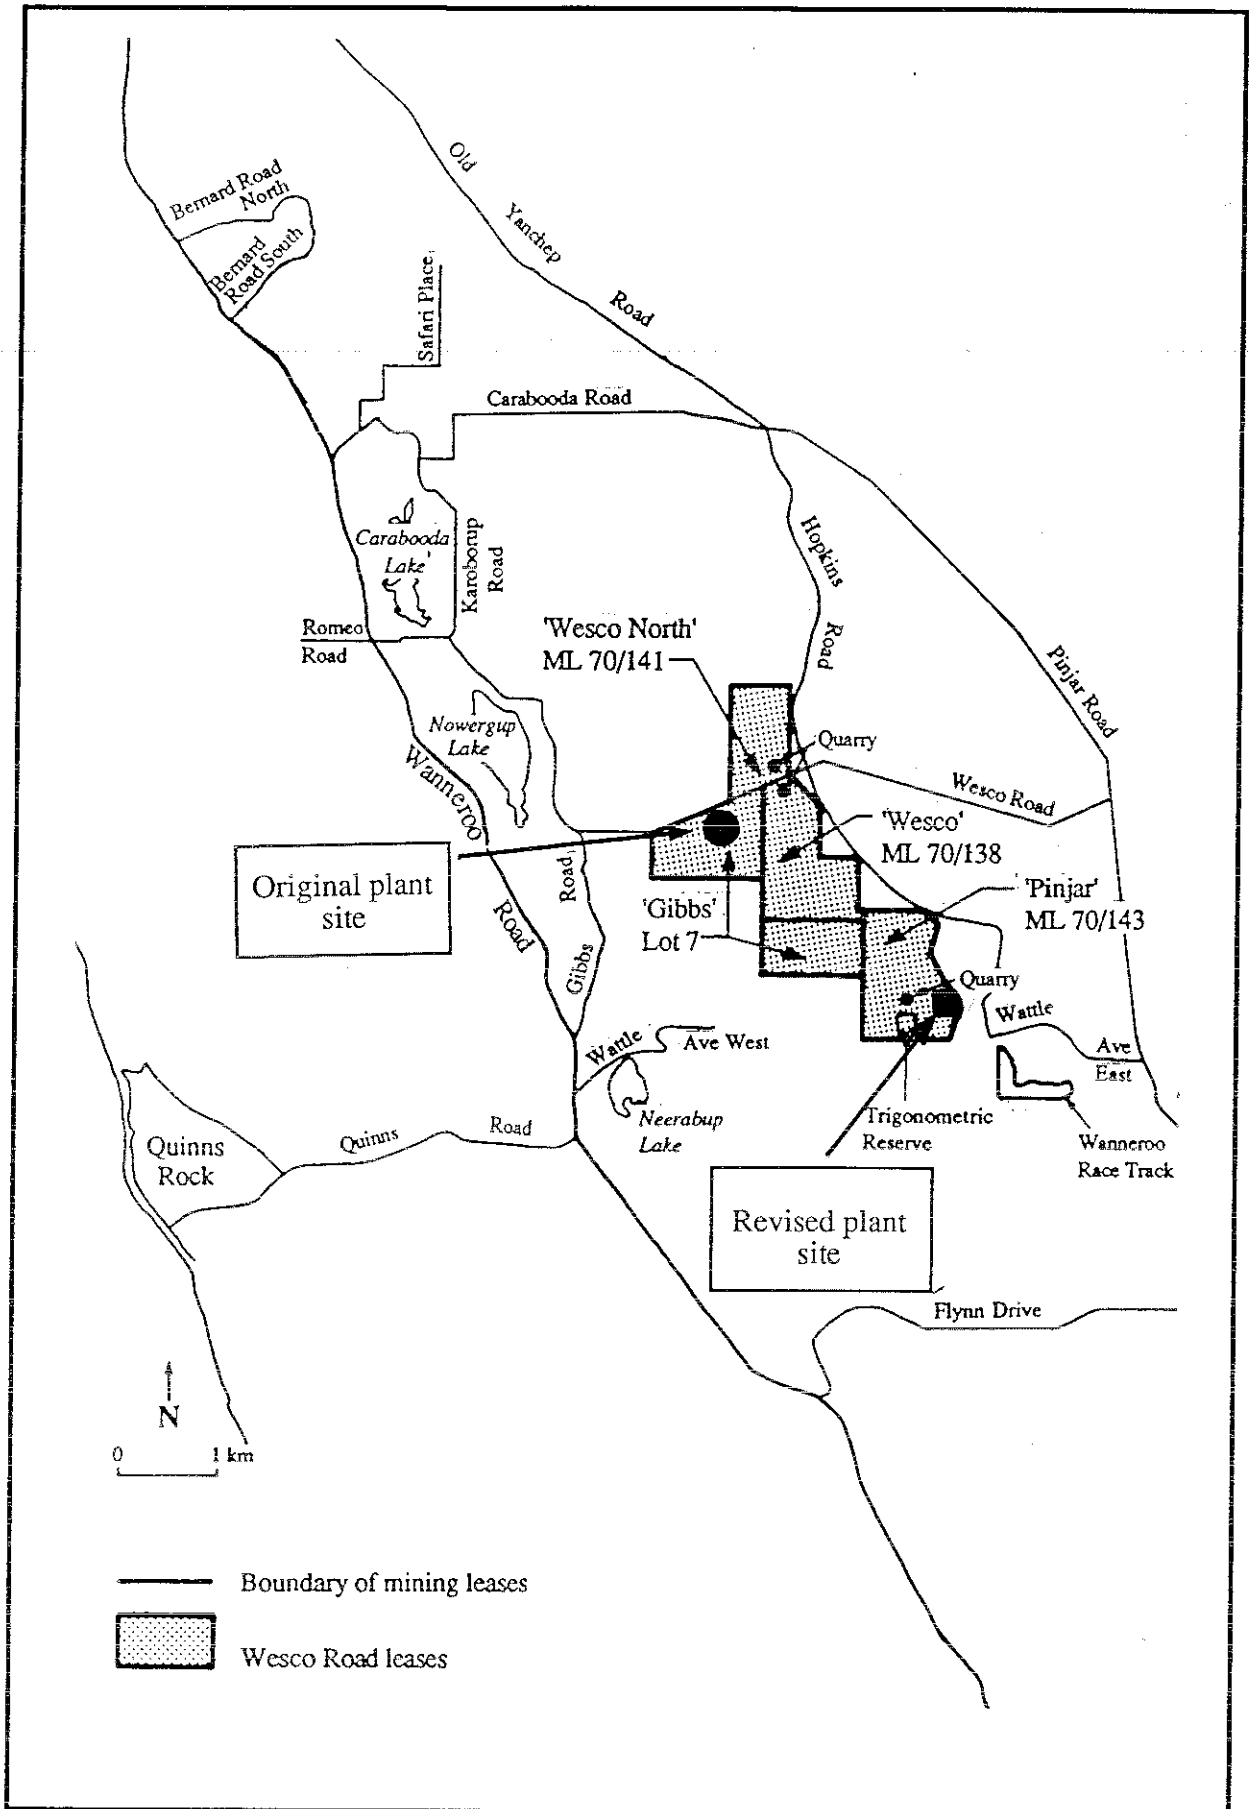 Old
Yanchep
Road
Bernard Road
North
Bernard
Road South
Safari Place
Carabooda Road
Hopkins
Road
Carabooda
Lake
Karoborup
Road
Romeo
Road
'Wesco North'
ML 70/141
Pinjar Road
Nowergup
Lake
Quarry
Wanneroo
Road
Wesco Road
'Wesco'
ML 70/138
Original plant
site
Gibbs
Road
'Gibbs'
Lot 7
'Pinjar'
ML 70/143
Quarry
Wattle
Ave
East
Wattle
Ave West
Neerabup
Lake
Trigonometric
Reserve
Wanneroo
Race Track
Quinns
Rock
Quinns
Road
Revised plant
site
Flynn Drive
N
0 1 km
Boundary of mining leases
Wesco Road leases